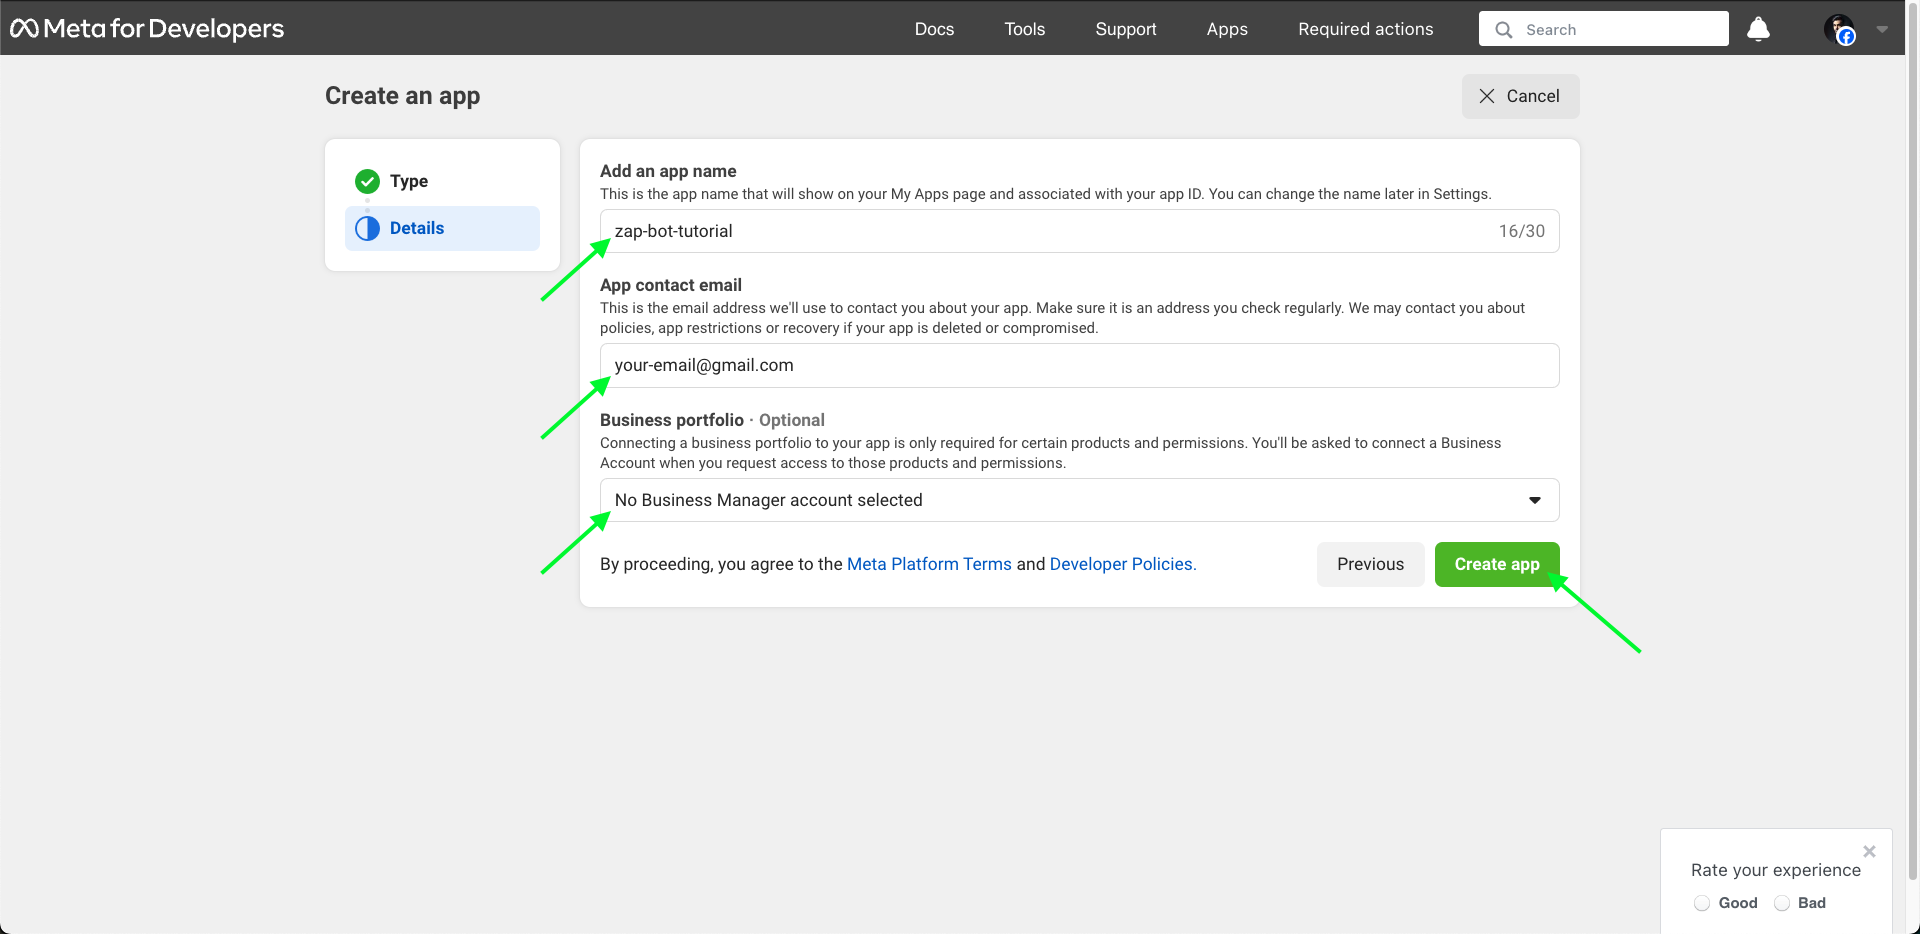 Meta for Developers
Docs Tools Support Apps Required actions Search
Create an app
Cancel
Type
Details
Add an app name
This is the app name that will show on your My Apps page and associated with your app ID. You can change the name later in Settings.
zap-bot-tutorial 16/30
App contact email
This is the email address we'll use to contact you about your app. Make sure it is an address you check regularly. We may contact you about
policies, app restrictions or recovery if your app is deleted or compromised.
your-email@gmail.com
Business portfolio · Optional
Connecting a business portfolio to your app is only required for certain products and permissions. You'll be asked to connect a Business
Account when you request access to those products and permissions.
No Business Manager account selected
By proceeding, you agree to the Meta Platform Terms and Developer Policies.
Previous
Create app
Rate your experience
Good Bad